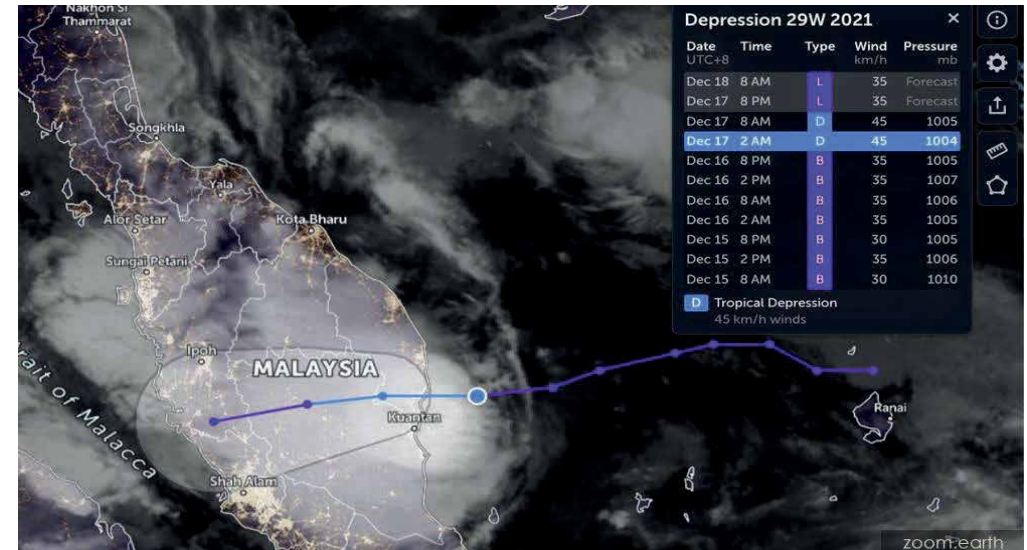 Nakhon Si
Thammarat
Songkhla
Yala
Alor Setar
Kota Bharu
Sungai Petani
Ipoh
MALAYSIA
Kuantan
Shah Alam
rait of Malacca
Ranai
Depression 29W 2021 ×
Date Time Type Wind Pressure
UTC+8 km/h mb
Dec 18 8 AM L 35 Forecast
Dec 17 8 PM L 35 Forecast
Dec 17 8 AM D 45 1005
Dec 17 2 AM D 45 1004
Dec 16 8 PM B 35 1005
Dec 16 2 PM B 35 1007
Dec 16 8 AM B 35 1006
Dec 16 2 AM B 35 1005
Dec 15 8 PM B 30 1005
Dec 15 2 PM B 35 1006
Dec 15 8 AM B 30 1010
D Tropical Depression
45 km/h winds
zoom.earth